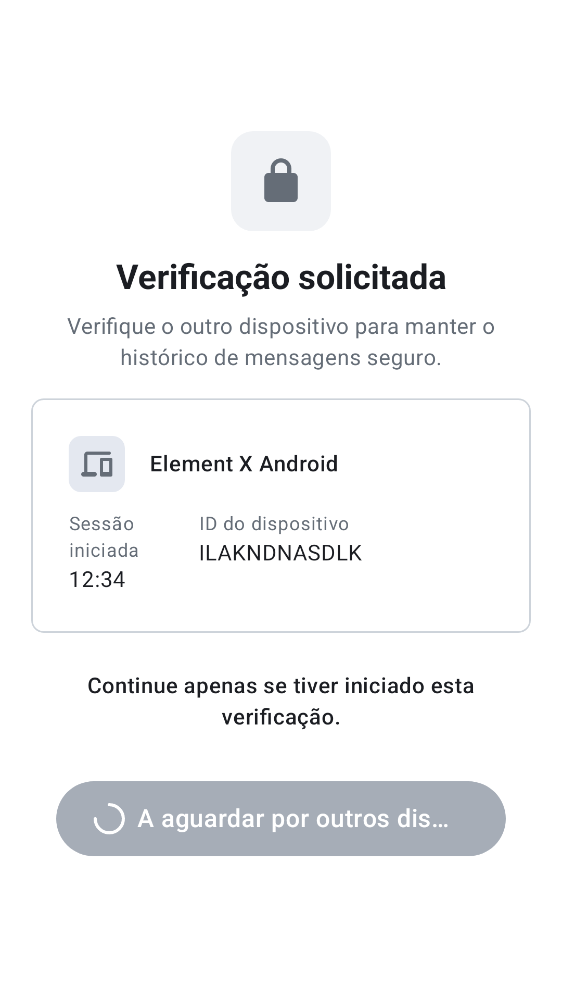 Verificação solicitada
Verifique o outro dispositivo para manter o
histórico de mensagens seguro.
Element X Android
Sessão
iniciada
12:34
ID do dispositivo
ILAKNDNASDLK
Continue apenas se tiver iniciado esta
verificação.
A aguardar por outros dis…